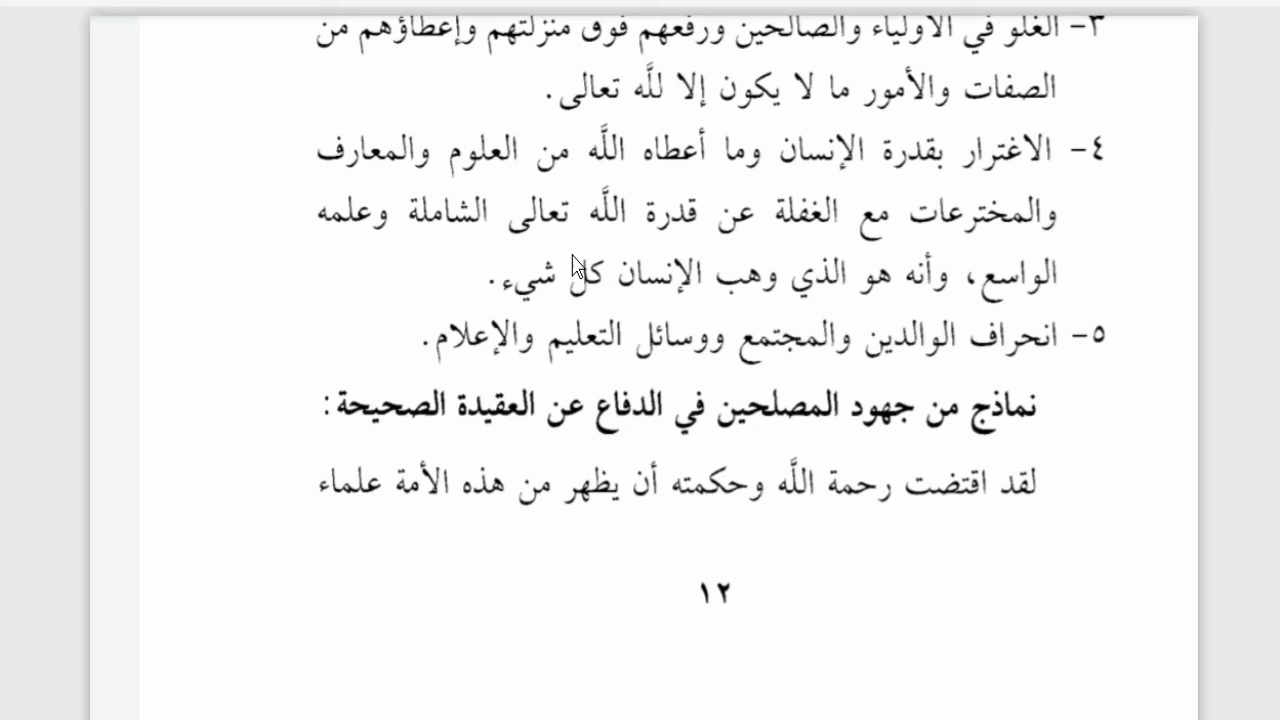 ٣- الغلو في الأولياء والصالحين ورفعهم فوق منزلتهم وإعطاؤهم من
الصفات والأمور ما لا يكون إلا للَّه تعالى.
٤- الاغترار بقدرة الإنسان وما أعطاه اللَّه من العلوم والمعارف
والمخترعات مع الغفلة عن قدرة اللَّه تعالى الشاملة وعلمه
الواسع، وأنه هو الذي وهب الإنسان كل شيء.
٥- انحراف الوالدين والمجتمع ووسائل التعليم والإعلام.
نماذج من جهود المصلحين في الدفاع عن العقيدة الصحيحة:
لقد اقتضت رحمة اللَّه وحكمته أن يظهر من هذه الأمة علماء
١٢